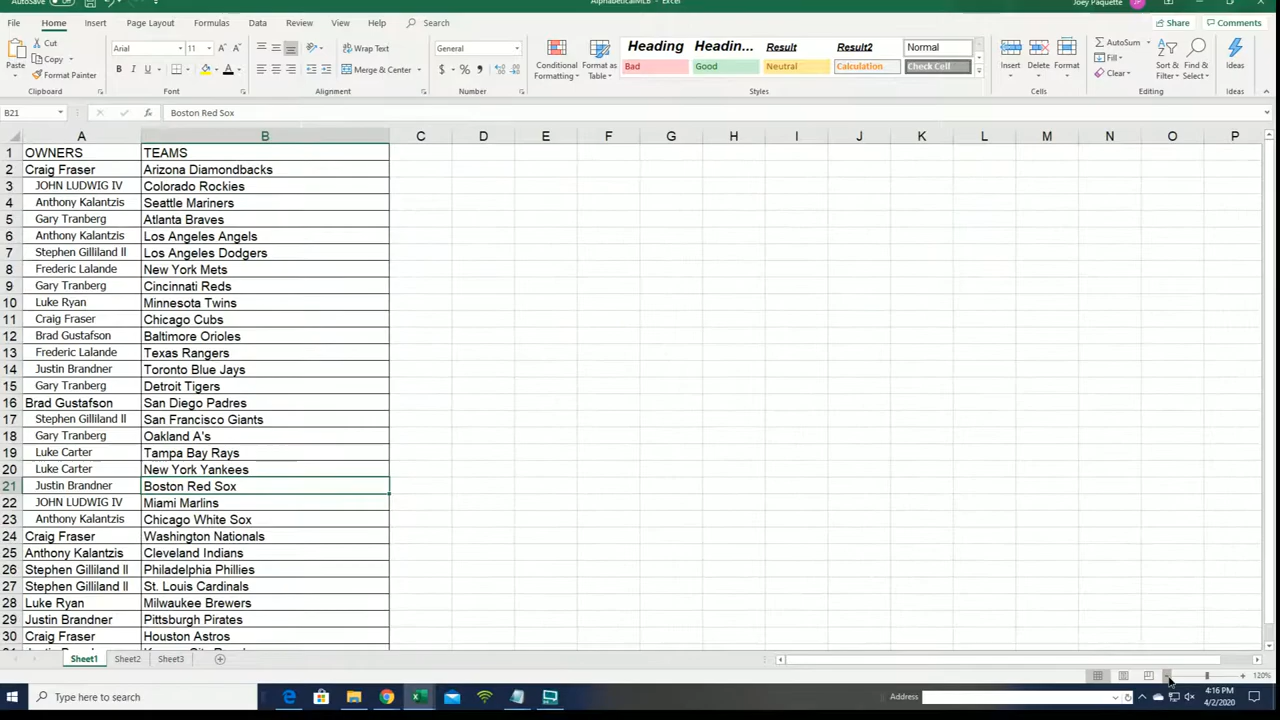 AutoSave
AlphabeticalMLB - Excel
Joey Paquette
File Home Insert Page Layout Formulas Data Review View Help Search Share Comments
Paste Cut Copy Format Painter Clipboard
Arial 11 A A B I U A Font
Wrap Text Merge & Center Alignment
General $ % , Number
Conditional Formatting Format as Table
Heading Headin... Result Result2 Normal
Bad Good Neutral Calculation Check Cell
Styles
Insert Delete Format Cells
AutoSum Fill Clear Sort & Filter Find & Select Editing
Ideas Ideas
B21 fx Boston Red Sox
A B C D E F G H I J K L M N O P
1 OWNERS TEAMS
2 Craig Fraser Arizona Diamondbacks
3 JOHN LUDWIG IV Colorado Rockies
4 Anthony Kalantzis Seattle Mariners
5 Gary Tranberg Atlanta Braves
6 Anthony Kalantzis Los Angeles Angels
7 Stephen Gilliland ll Los Angeles Dodgers
8 Frederic Lalande New York Mets
9 Gary Tranberg Cincinnati Reds
10 Luke Ryan Minnesota Twins
11 Craig Fraser Chicago Cubs
12 Brad Gustafson Baltimore Orioles
13 Frederic Lalande Texas Rangers
14 Justin Brandner Toronto Blue Jays
15 Gary Tranberg Detroit Tigers
16 Brad Gustafson San Diego Padres
17 Stephen Gilliland ll San Francisco Giants
18 Gary Tranberg Oakland A's
19 Luke Carter Tampa Bay Rays
20 Luke Carter New York Yankees
21 Justin Brandner Boston Red Sox
22 JOHN LUDWIG IV Miami Marlins
23 Anthony Kalantzis Chicago White Sox
24 Craig Fraser Washington Nationals
25 Anthony Kalantzis Cleveland Indians
26 Stephen Gilliland ll Philadelphia Phillies
27 Stephen Gilliland ll St. Louis Cardinals
28 Luke Ryan Milwaukee Brewers
29 Justin Brandner Pittsburgh Pirates
30 Craig Fraser Houston Astros
Sheet1 Sheet2 Sheet3
120%
Type here to search
Address
4:16 PM
4/2/2020